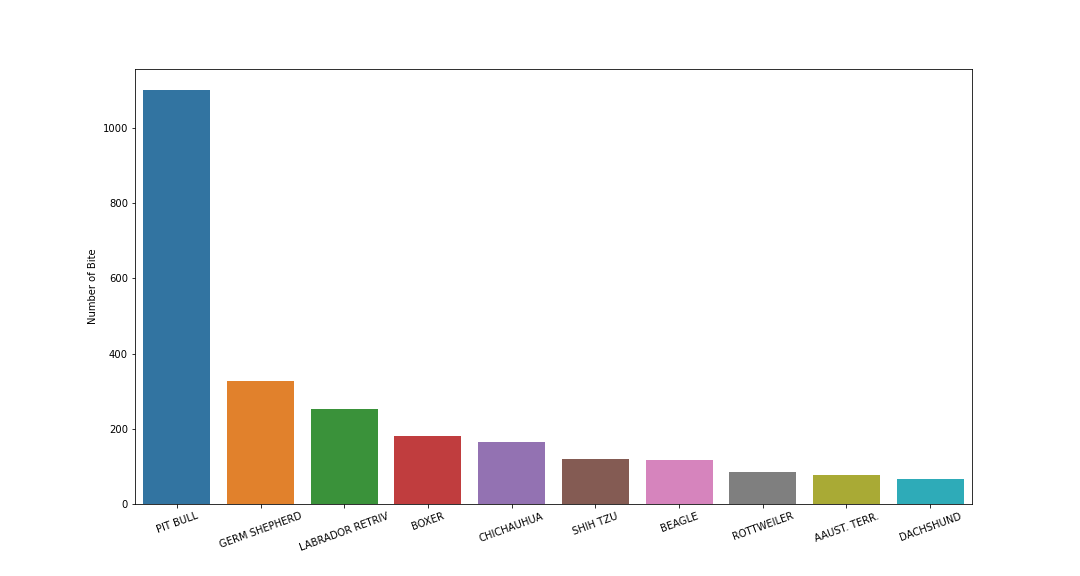 Number of Bite
1000
800
600
400
200
0
PIT BULL
GERM SHEPHERD
LABRADOR RETRIV
BOXER
CHICHAUHUA
SHIH TZU
BEAGLE
ROTTWEILER
AAUST. TERR.
DACHSHUND